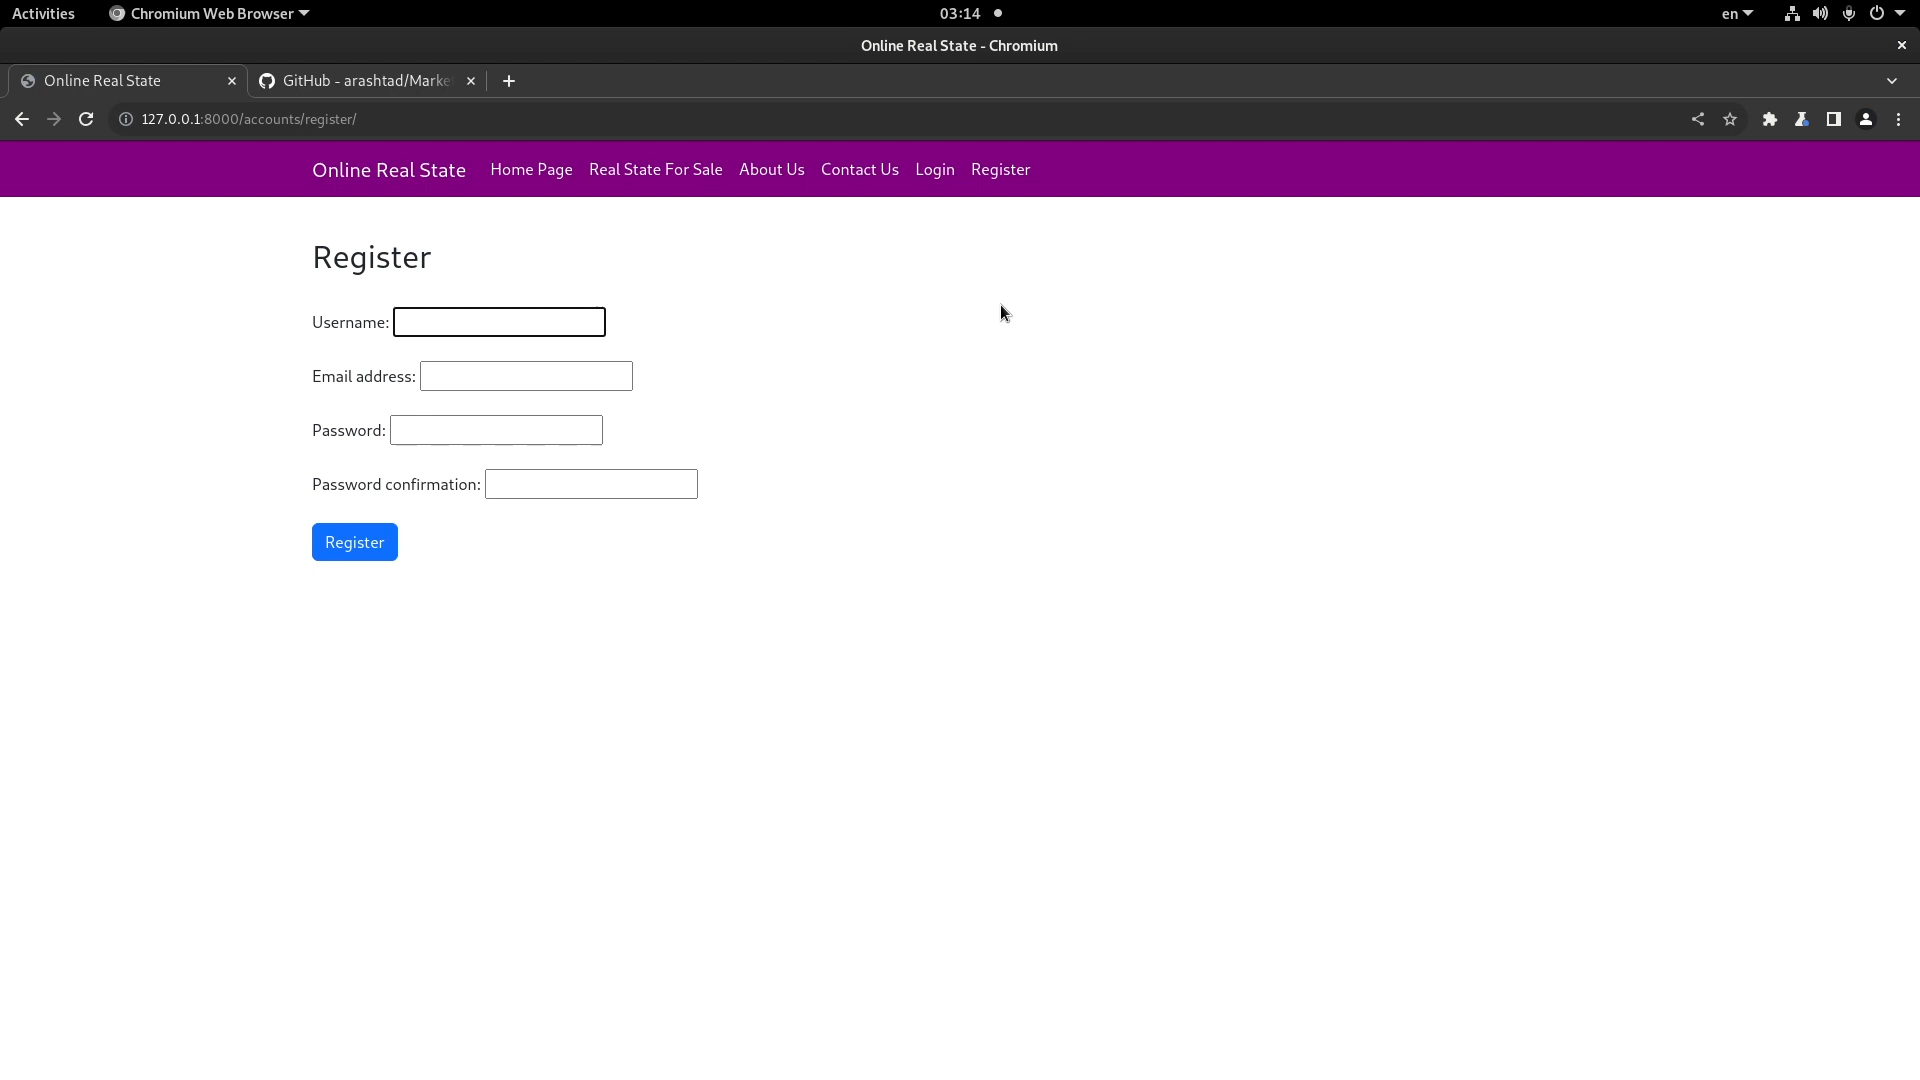 Activities Chromium Web Browser 03:14 en
Online Real State - Chromium
Online Real State GitHub - arashtad/Marke
127.0.0.1:8000/accounts/register/
Online Real State Home Page Real State For Sale About Us Contact Us Login Register
Register
Username:
Email address:
Password:
Password confirmation:
Register